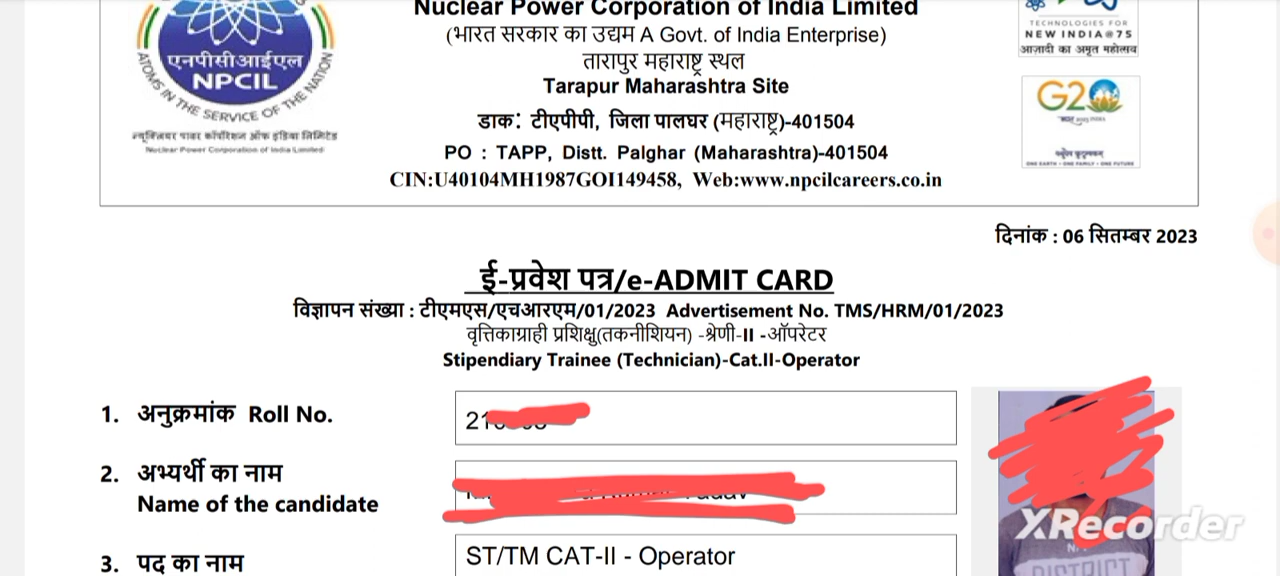 Nuclear Power Corporation of India Limited
(भारत सरकार का उद्यम A Govt. of India Enterprise)
तारापुर महाराष्ट्र स्थल
Tarapur Maharashtra Site
डाक: टीएपीपी, जिला पालघर (महाराष्ट्र)-401504
PO : TAPP, Distt. Palghar (Maharashtra)-401504
CIN:U40104MH1987GOI149458, Web:www.npcilcareers.co.in
एनपीसीआईएल
NPCIL
ATOMS IN THE SERVICE OF THE NATION
न्यूक्लियर पावर कॉर्पोरेशन ऑफ इंडिया लिमिटेड
Nuclear Power Corporation of India Limited
TECHNOLOGIES FOR
NEW INDIA@75
आज़ादी का अमृत महोत्सव
G20
भारत 2023 INDIA
वसुधैव कुटुम्बकम्
ONE EARTH • ONE FAMILY • ONE FUTURE
दिनांक : 06 सितम्बर 2023
ई-प्रवेश पत्र/e-ADMIT CARD
विज्ञापन संख्या : टीएमएस/एचआरएम/01/2023 Advertisement No. TMS/HRM/01/2023
वृत्तिकाग्राही प्रशिक्षु(तकनीशियन) -श्रेणी-II -ऑपरेटर
Stipendiary Trainee (Technician)-Cat.II-Operator
1. अनुक्रमांक Roll No.
2. अभ्यर्थी का नाम
Name of the candidate
3. पद का नाम
ST/TM CAT-II - Operator
XRecorder
DISTRICT